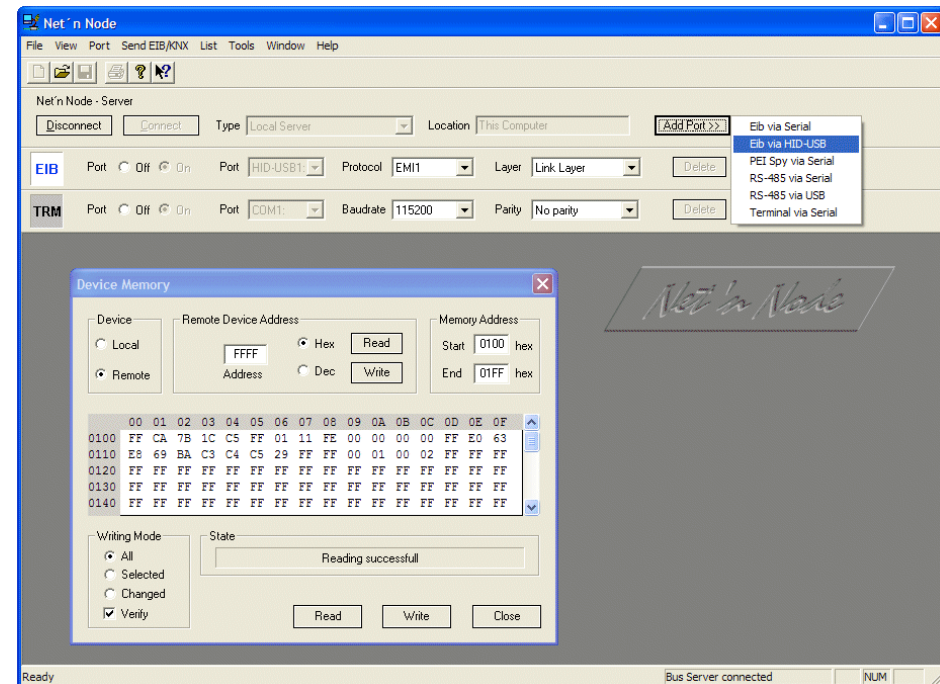 Net´n Node
File View Port Send EIB/KNX List Tools Window Help
Net'n Node - Server
Disconnect Connect Type Local Server Location This Computer Add Port >>
Eib via Serial
Eib via HID-USB
PEI Spy via Serial
RS-485 via Serial
RS-485 via USB
Terminal via Serial
EIB Port Off On Port HID-USB1: Protocol EMI1 Layer Link Layer Delete
TRM Port Off On Port COM1: Baudrate 115200 Parity No parity Delete
Net'n Node
Device Memory
Device Remote Device Address Memory Address
Local FFFF Hex Read Start 0100 hex
Remote Address Dec Write End 01FF hex
00 01 02 03 04 05 06 07 08 09 0A 0B 0C 0D 0E 0F
0100 FF CA 7B 1C C5 FF 01 11 FE 00 00 00 00 FF E0 63
0110 E8 69 BA C3 C4 C5 29 FF FF 00 01 00 02 FF FF FF
0120 FF FF FF FF FF FF FF FF FF FF FF FF FF FF FF FF
0130 FF FF FF FF FF FF FF FF FF FF FF FF FF FF FF FF
0140 FF FF FF FF FF FF FF FF FF FF FF FF FF FF FF FF
Writing Mode State
All Reading successfull
Selected
Changed
Verify Read Write Close
Ready Bus Server connected NUM